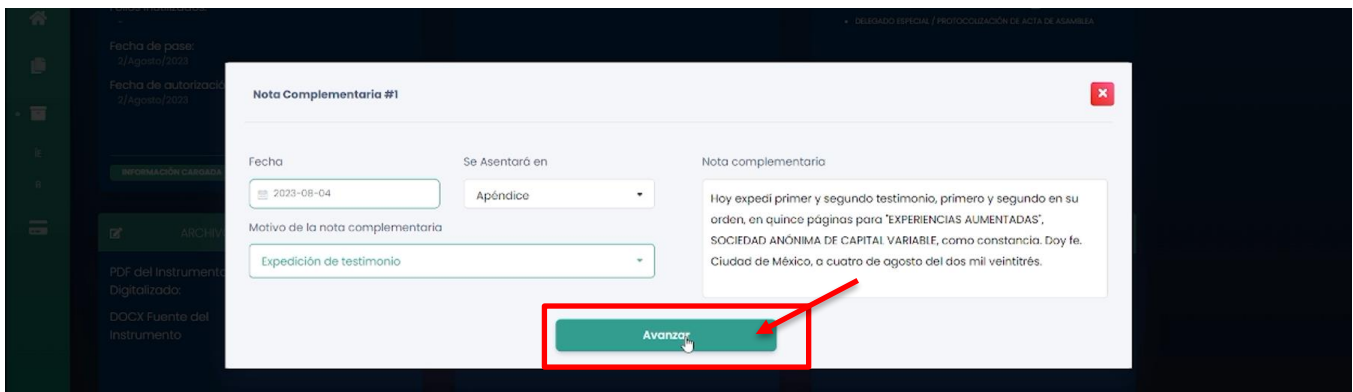 DELEGADO ESPECIAL / PROTOCOLIZACIÓN DE ACTA DE ASAMBLEA
Fecha de pase:
2/Agosto/2023
Fecha de autorizació
2/Agosto/2023
INFORMACIÓN CARGADA
ARCHIV
PDF del Instrumento
Digitalizado:
DOCX Fuente del
Instrumento
Nota Complementaria #1
Fecha
2023-08-04
Se Asentará en
Apéndice
Motivo de la nota complementaria
Expedición de testimonio
Nota complementaria
Hoy expedí primer y segundo testimonio, primero y segundo en su
orden, en quince páginas para "EXPERIENCIAS AUMENTADAS",
SOCIEDAD ANÓNIMA DE CAPITAL VARIABLE, como constancia. Doy fe.
Ciudad de México, a cuatro de agosto del dos mil veintitrés.
Avanzar